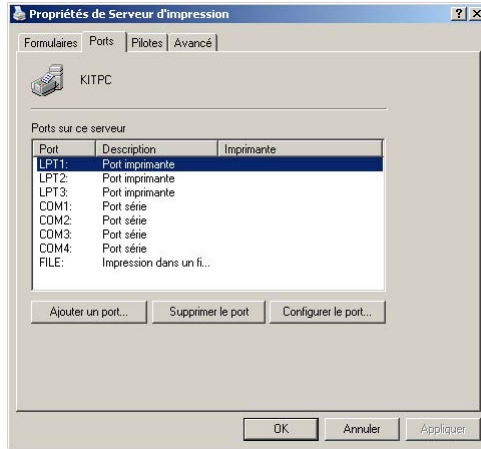 Propriétés de Serveur d'impression
Formulaires Ports Pilotes Avancé
KITPC
Ports sur ce serveur
Port Description Imprimante
LPT1: Port imprimante
LPT2: Port imprimante
LPT3: Port imprimante
COM1: Port série
COM2: Port série
COM3: Port série
COM4: Port série
FILE: Impression dans un fi...
Ajouter un port... Supprimer le port Configurer le port...
OK Annuler Appliquer